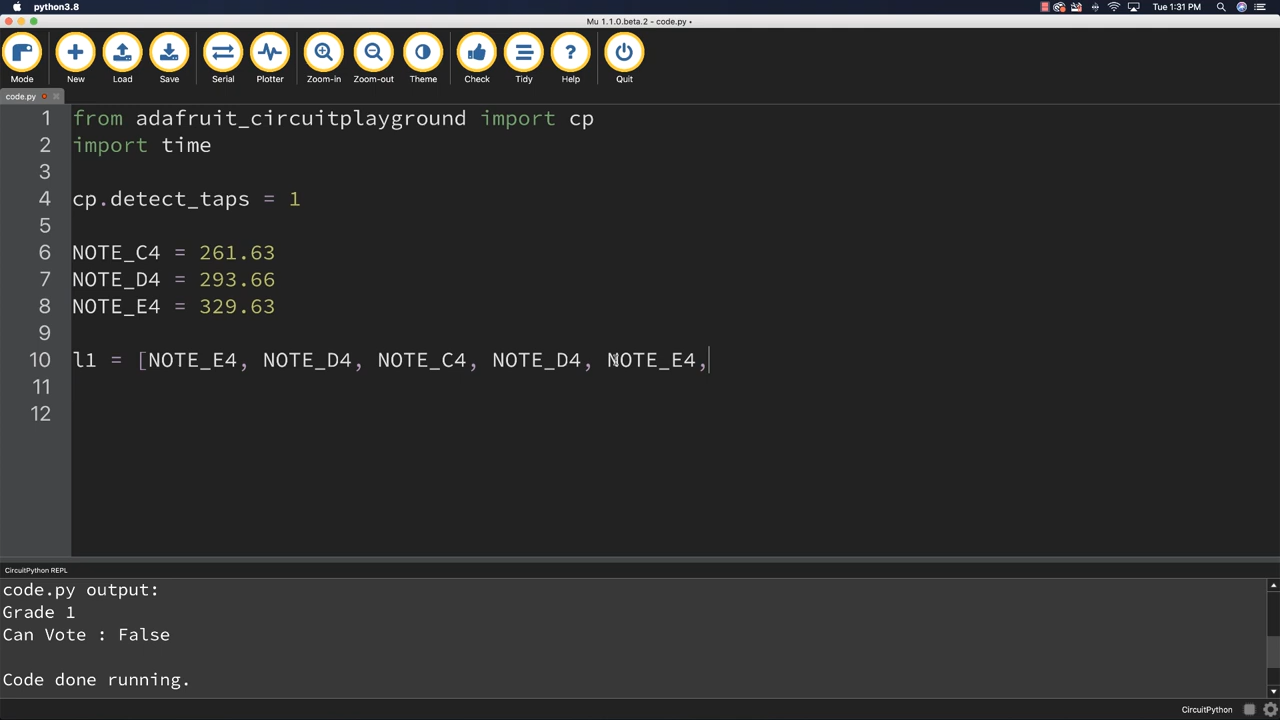 python3.8
Tue 1:31 PM
Mu 1.1.0.beta.2 - code.py •
Mode New Load Save Serial Plotter Zoom-in Zoom-out Theme Check Tidy Help Quit
code.py
1 from adafruit_circuitplayground import cp
2 import time
3
4 cp.detect_taps = 1
5
6 NOTE_C4 = 261.63
7 NOTE_D4 = 293.66
8 NOTE_E4 = 329.63
9
10 l1 = [NOTE_E4, NOTE_D4, NOTE_C4, NOTE_D4, NOTE_E4,
11
12
CircuitPython REPL
code.py output:
Grade 1
Can Vote : False
Code done running.
CircuitPython